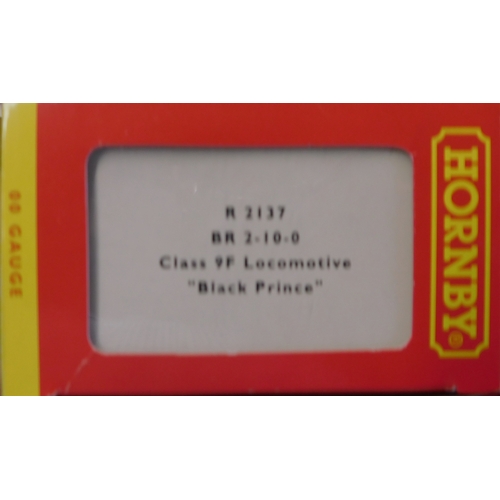 00 GAUGE
R 2137
BR 2-10-0
Class 9F Locomotive
"Black Prince"
HORNBY®